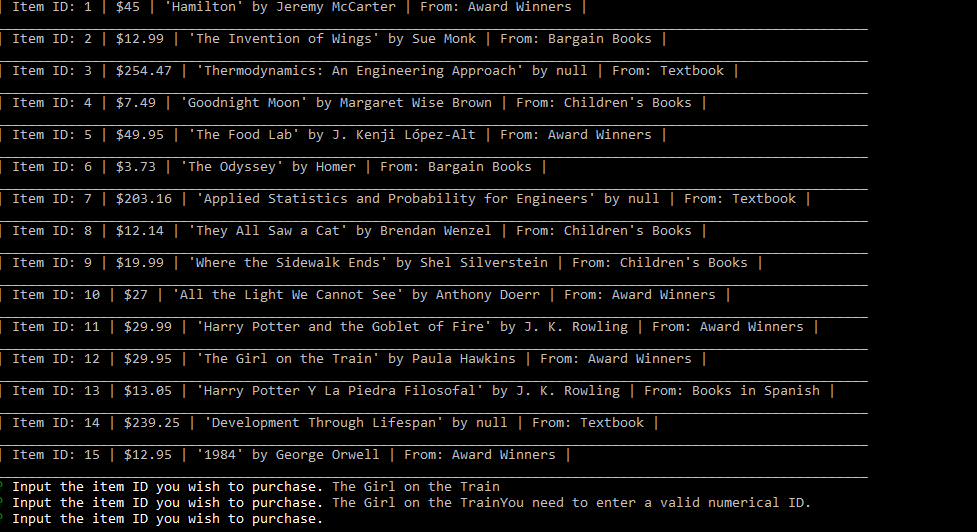 | Item ID: 1 | $45 | 'Hamilton' by Jeremy McCarter | From: Award Winners |
| Item ID: 2 | $12.99 | 'The Invention of Wings' by Sue Monk | From: Bargain Books |
| Item ID: 3 | $254.47 | 'Thermodynamics: An Engineering Approach' by null | From: Textbook |
| Item ID: 4 | $7.49 | 'Goodnight Moon' by Margaret Wise Brown | From: Children's Books |
| Item ID: 5 | $49.95 | 'The Food Lab' by J. Kenji López-Alt | From: Award Winners |
| Item ID: 6 | $3.73 | 'The Odyssey' by Homer | From: Bargain Books |
| Item ID: 7 | $203.16 | 'Applied Statistics and Probability for Engineers' by null | From: Textbook |
| Item ID: 8 | $12.14 | 'They All Saw a Cat' by Brendan Wenzel | From: Children's Books |
| Item ID: 9 | $19.99 | 'Where the Sidewalk Ends' by Shel Silverstein | From: Children's Books |
| Item ID: 10 | $27 | 'All the Light We Cannot See' by Anthony Doerr | From: Award Winners |
| Item ID: 11 | $29.99 | 'Harry Potter and the Goblet of Fire' by J. K. Rowling | From: Award Winners |
| Item ID: 12 | $29.95 | 'The Girl on the Train' by Paula Hawkins | From: Award Winners |
| Item ID: 13 | $13.05 | 'Harry Potter Y La Piedra Filosofal' by J. K. Rowling | From: Books in Spanish |
| Item ID: 14 | $239.25 | 'Development Through Lifespan' by null | From: Textbook |
| Item ID: 15 | $12.95 | '1984' by George Orwell | From: Award Winners |
? Input the item ID you wish to purchase. The Girl on the Train
? Input the item ID you wish to purchase. The Girl on the TrainYou need to enter a valid numerical ID.
? Input the item ID you wish to purchase.